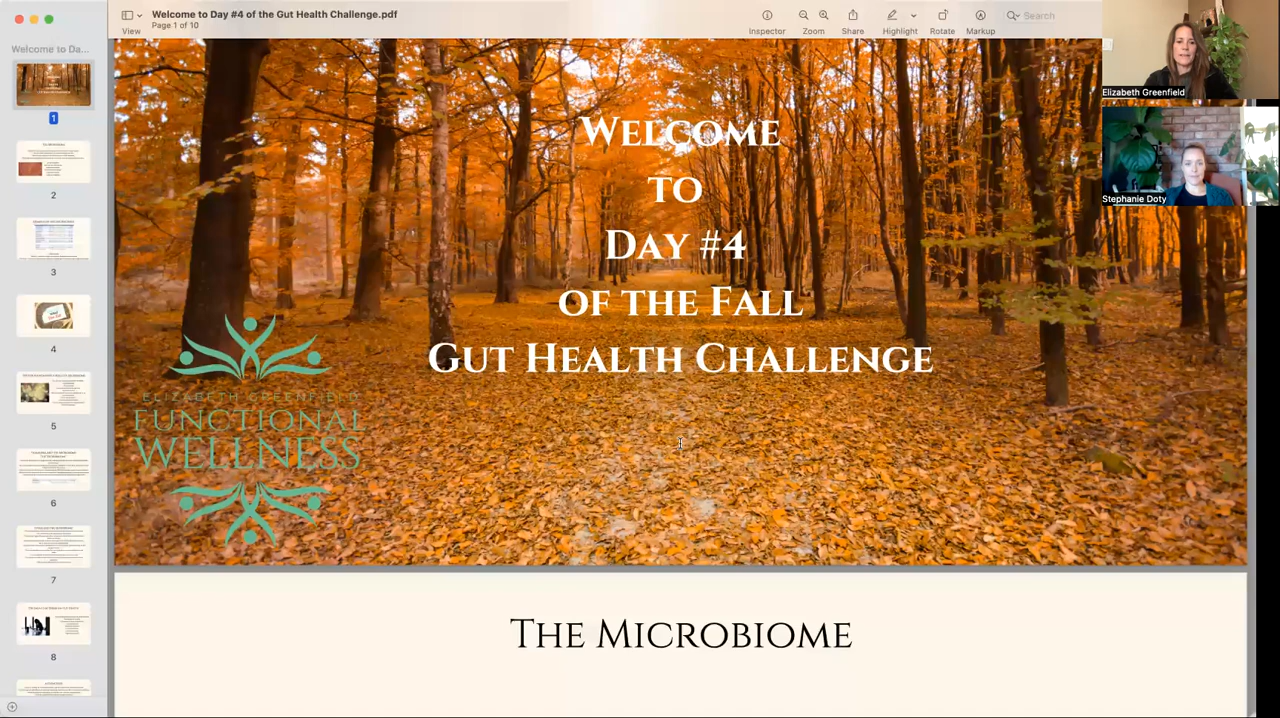 Welcome to Day #4 of the Gut Health Challenge.pdf
Page 1 of 10
View
Inspector
Zoom
Share
Highlight
Rotate
Markup
Search
Welcome to Da...
1
2
3
4
5
6
7
8
Welcome
to
Day #4
of the Fall
Gut Health Challenge
ELIZABETH GREENFIELD
FUNCTIONAL
WELLNESS
The Microbiome
Elizabeth Greenfield
Stephanie Doty